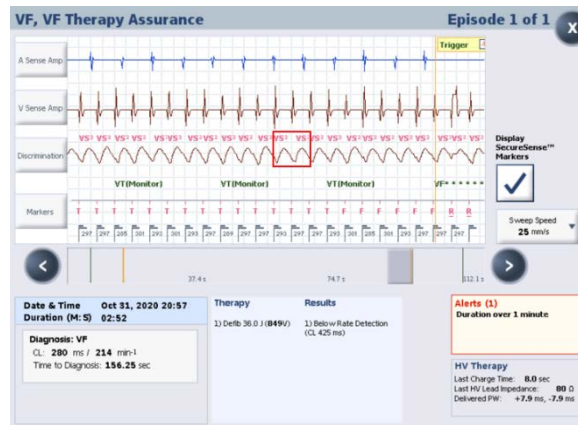 VF, VF Therapy Assurance
Episode 1 of 1
X
Trigger
A Sense Amp
V Sense Amp
Discrimination
Markers
VT(Monitor) VT(Monitor) VT(Monitor) VF
T T T T T T T T T T T T T F F F F F F R R
Display
SecureSense™
Markers
Sweep Speed
25 mm/s
37.4 s 74.7 s 112.1 s
Date & Time Oct 31, 2020 20:57
Duration (M:S) 02:52
Diagnosis: VF
CL: 280 ms / 214 min-1
Time to Diagnosis: 156.25 sec
Therapy
1) Defib 36.0 J (849V)
Results
1) Below Rate Detection
(CL 425 ms)
Alerts (1)
Duration over 1 minute
HV Therapy
Last Charge Time: 8.0 sec
Last HV Lead Impedance: 80 Ω
Delivered PW: +7.9 ms, -7.9 ms